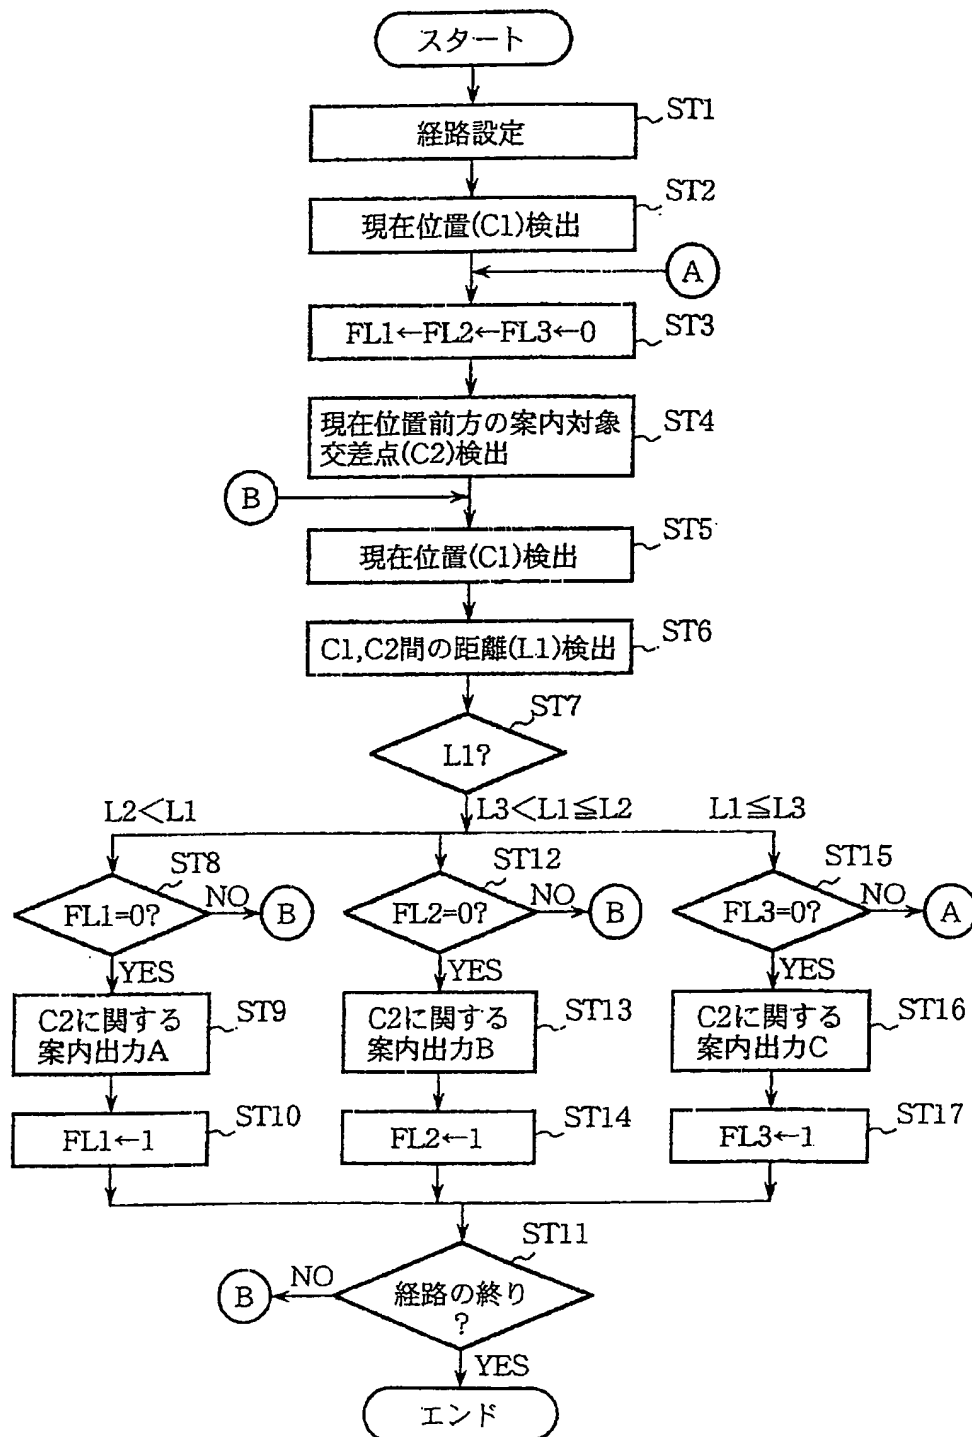 スタート
経路設定
ST1
現在位置(C1)検出
ST2
A
FL1←FL2←FL3←0
ST3
現在位置前方の案内対象
交差点(C2)検出
ST4
B
現在位置(C1)検出
ST5
C1,C2間の距離(L1)検出
ST6
L1?
ST7
L2<L1
L3<L1≦L2
L1≦L3
FL1=0?
ST8
NO
B
FL2=0?
ST12
NO
B
FL3=0?
ST15
NO
A
YES
YES
YES
C2に関する
案内出力A
ST9
C2に関する
案内出力B
ST13
C2に関する
案内出力C
ST16
FL1←1
ST10
FL2←1
ST14
FL3←1
ST17
経路の終り
?
ST11
NO
B
YES
エンド